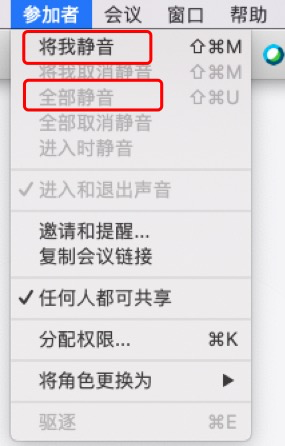 参加者 会议 窗口 帮助
将我静音 ⇧⌘M
将我取消静音 ⇧⌘M
全部静音 ⇧⌘U
全部取消静音
进入时静音
✓ 进入和退出声音
邀请和提醒...
复制会议链接
✓ 任何人都可共享
分配权限... ⌘K
将角色更换为 ▶
驱逐 ⌘E